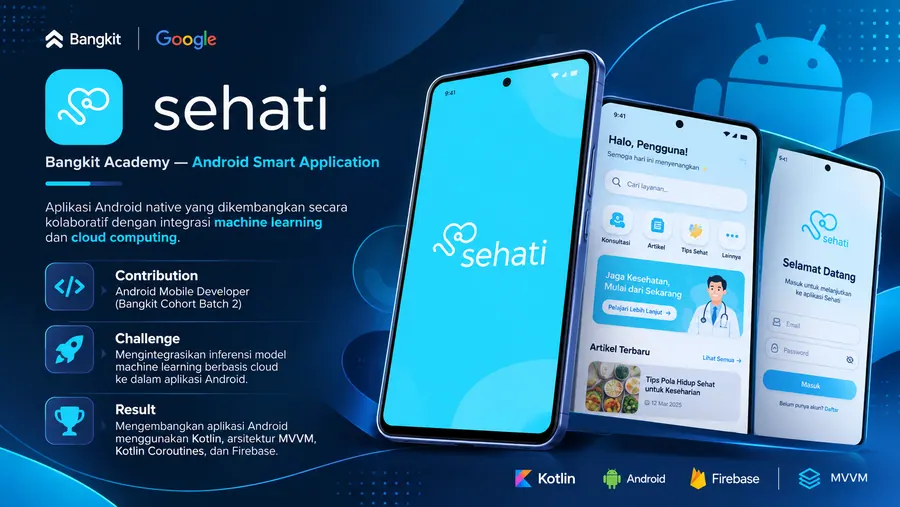 Bangkit
Google
sehati
Bangkit Academy — Android Smart Application
Aplikasi Android native yang dikembangkan secara
kolaboratif dengan integrasi machine learning
dan cloud computing.
Contribution
Android Mobile Developer
(Bangkit Cohort Batch 2)
Challenge
Mengintegrasikan inferensi model
machine learning berbasis cloud
ke dalam aplikasi Android.
Result
Mengembangkan aplikasi Android
menggunakan Kotlin, arsitektur MVVM,
Kotlin Coroutines, dan Firebase.
9:41
sehati
9:41
Halo, Pengguna!
Semoga hari ini menyenangkan
Cari layanan...
Konsultasi
Artikel
Tips Sehat
Lainnya
Jaga Kesehatan,
Mulai dari Sekarang
Pelajari Lebih Lanjut →
Artikel Terbaru
Lihat Semua →
Tips Pola Hidup Sehat
untuk Keseharian
12 Mar 2025
9:41
sehati
Selamat Datang
Masuk untuk melanjutkan
ke aplikasi Sehati
Email
Password
Masuk
Belum punya akun? Daftar
Kotlin
Android
Firebase
MVVM